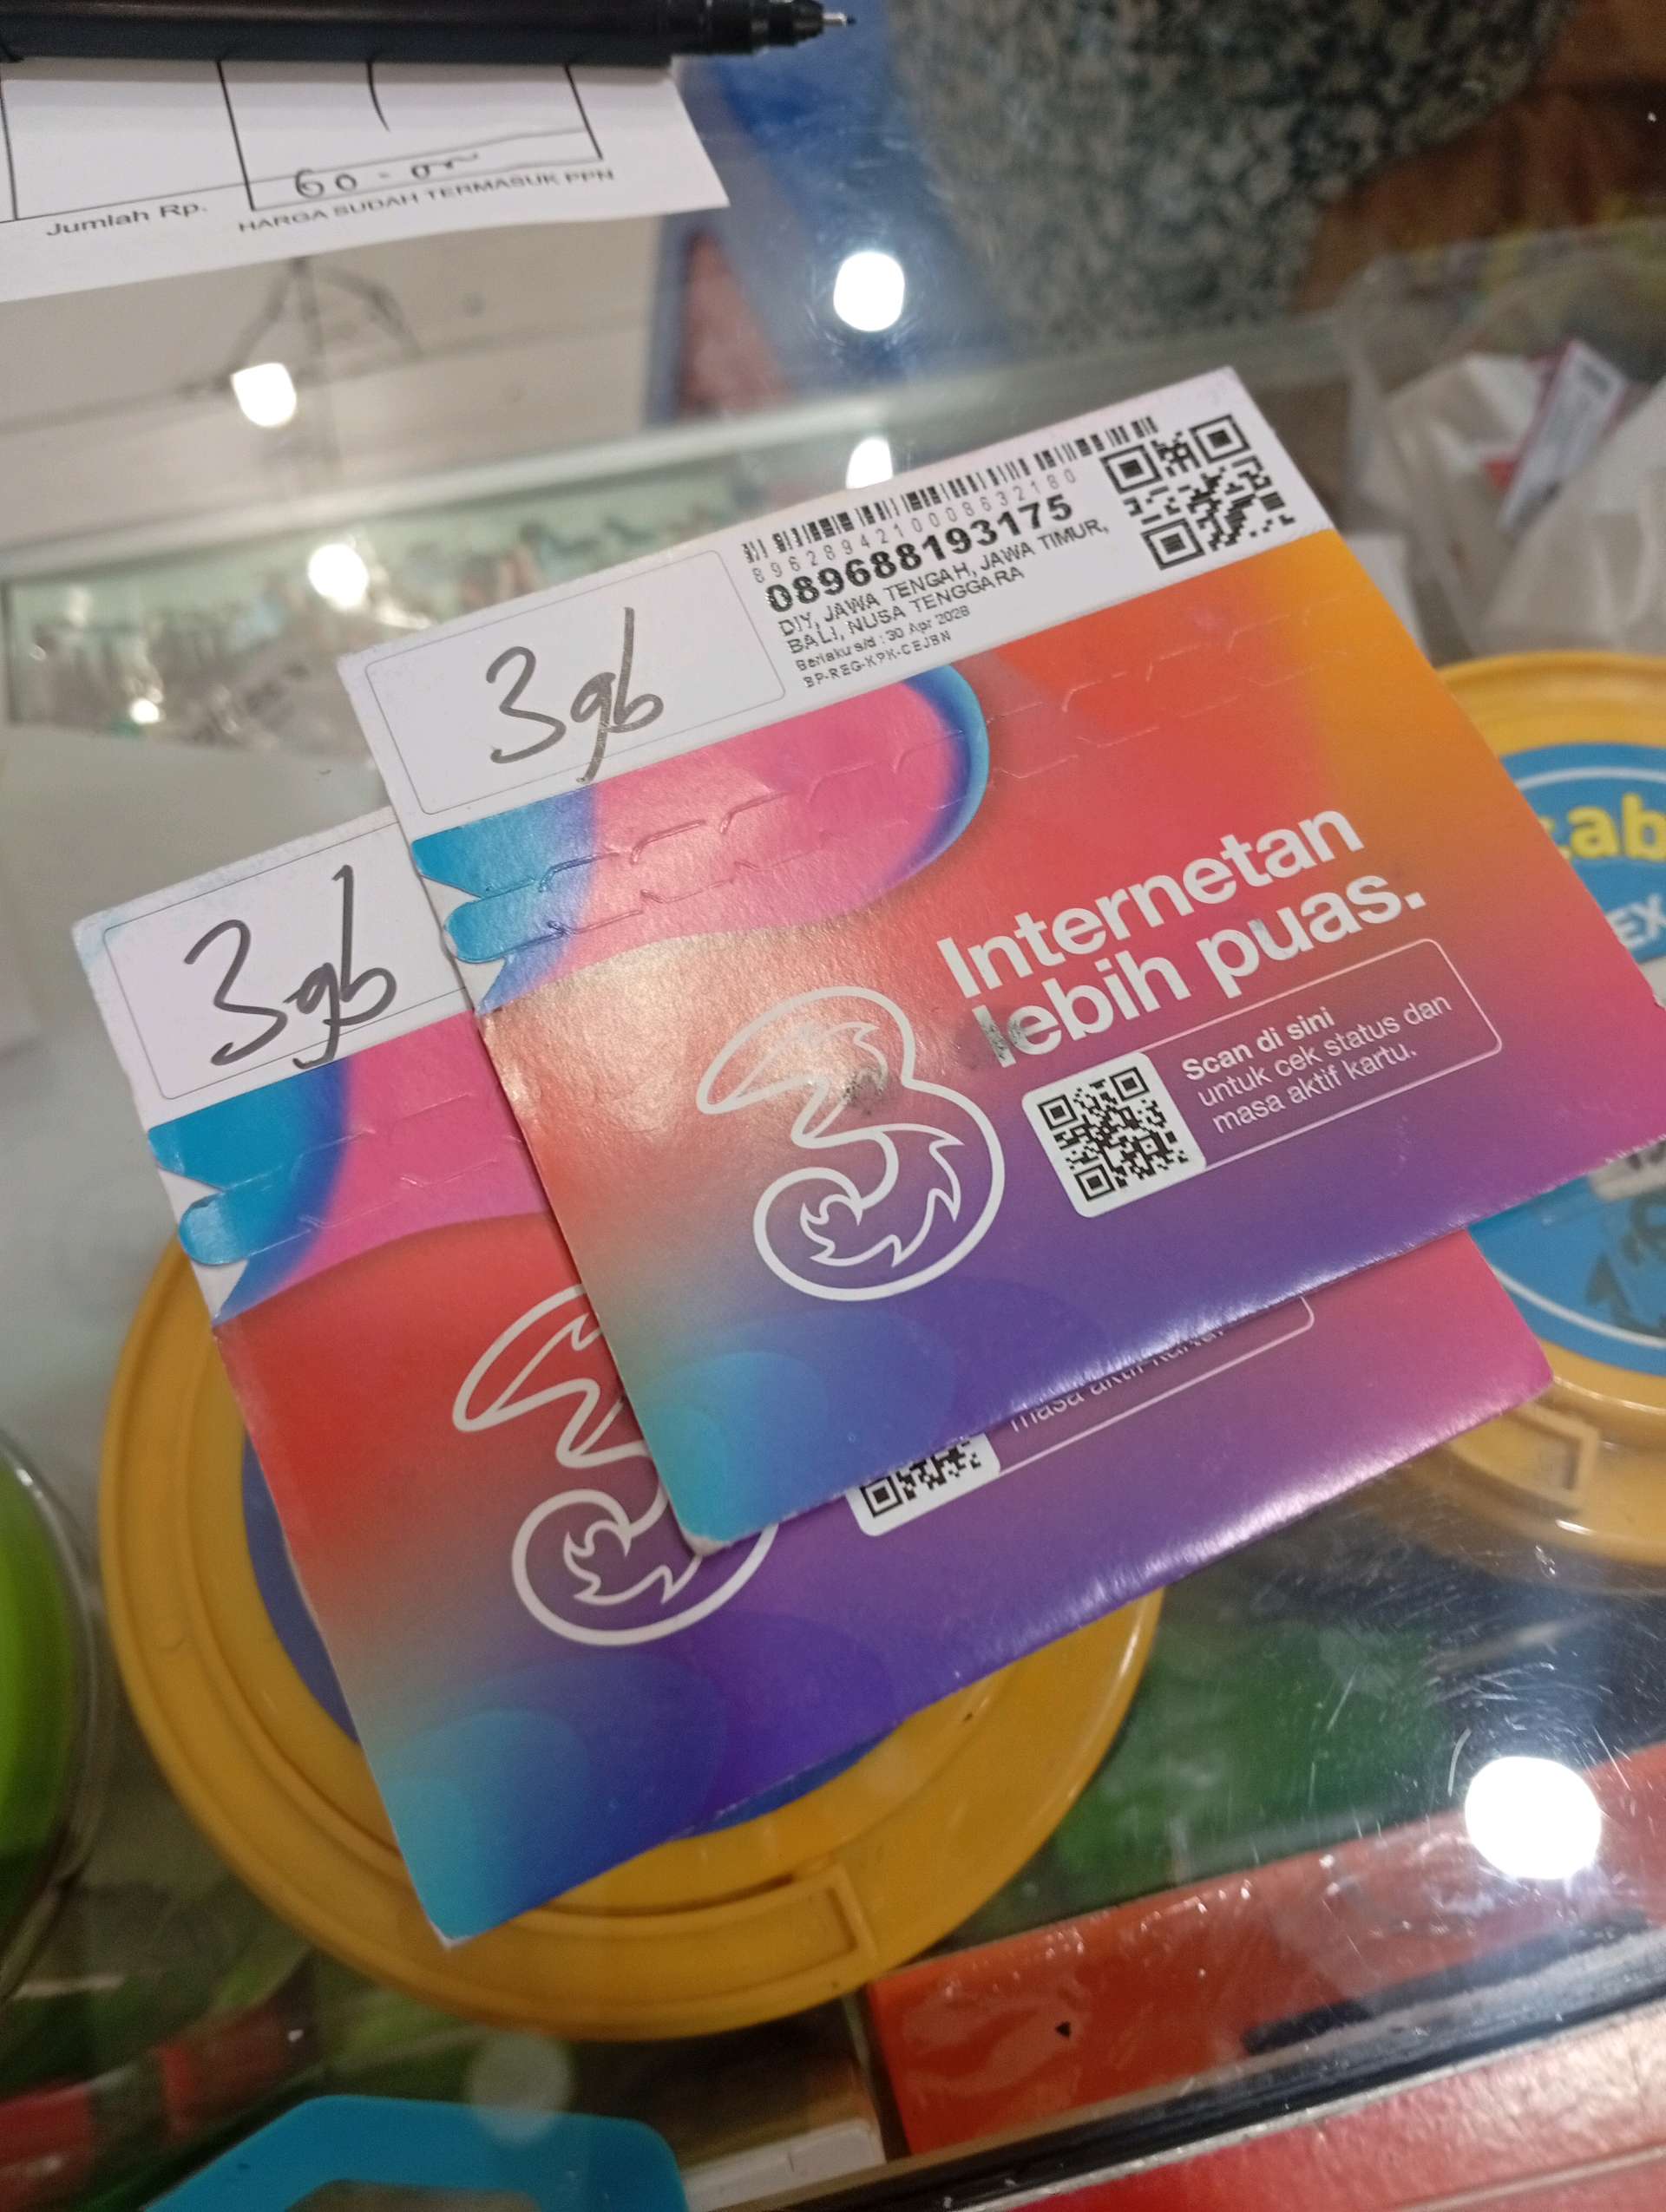 60-
Jumlah Rp.
HARGA SUDAH TERMASUK PPN
8962894210008632180
089688193175
DIY, JAWA TENGAH, JAWA TIMUR,
BALI, NUSA TENGGARA
Berlaku s/d : 30 Apr 2028
BP-REG-KPK-CEJBN
3gb
Internetan
lebih puas.
Scan di sini
untuk cek status dan
masa aktif kartu.
3
3gb
masa aktif kartu.
3